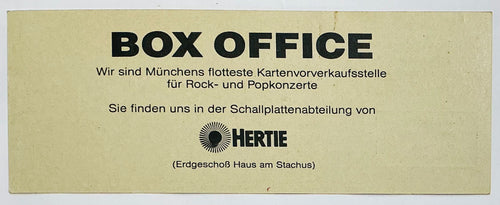 BOX OFFICE
Wir sind Münchens flotteste Kartenvorverkaufsstelle
für Rock- und Popkonzerte
Sie finden uns in der Schallplattenabteilung von
HERTIE
(Erdgeschoß Haus am Stachus)